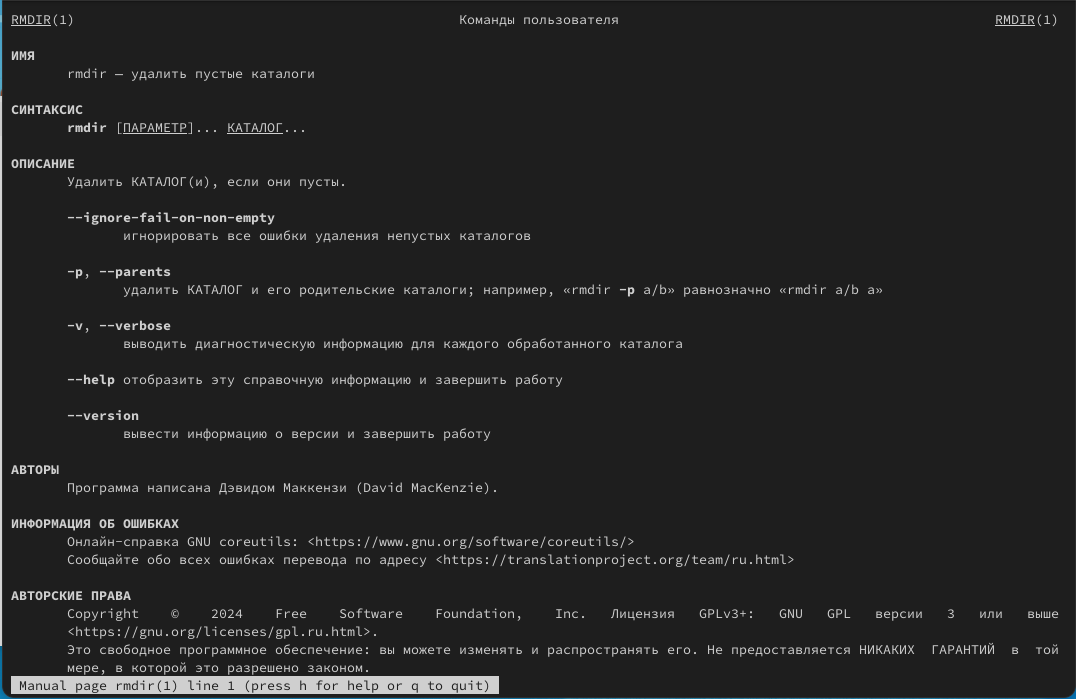 RMDIR(1) Команды пользователя RMDIR(1)
ИМЯ
rmdir — удалить пустые каталоги
СИНТАКСИС
rmdir [ПАРАМЕТР]... КАТАЛОГ...
ОПИСАНИЕ
Удалить КАТАЛОГ(и), если они пусты.
--ignore-fail-on-non-empty
игнорировать все ошибки удаления непустых каталогов
-p, --parents
удалить КАТАЛОГ и его родительские каталоги; например, «rmdir -p a/b» равнозначно «rmdir a/b a»
-v, --verbose
выводить диагностическую информацию для каждого обработанного каталога
--help отобразить эту справочную информацию и завершить работу
--version
вывести информацию о версии и завершить работу
АВТОРЫ
Программа написана Дэвидом Маккензи (David MacKenzie).
ИНФОРМАЦИЯ ОБ ОШИБКАХ
Онлайн-справка GNU coreutils: <https://www.gnu.org/software/coreutils/>
Сообщайте обо всех ошибках перевода по адресу <https://translationproject.org/team/ru.html>
АВТОРСКИЕ ПРАВА
Copyright © 2024 Free Software Foundation, Inc. Лицензия GPLv3+: GNU GPL версии 3 или выше
<https://gnu.org/licenses/gpl.ru.html>.
Это свободное программное обеспечение: вы можете изменять и распространять его. Не предоставляется НИКАКИХ ГАРАНТИЙ в той
мере, в которой это разрешено законом.
Manual page rmdir(1) line 1 (press h for help or q to quit)